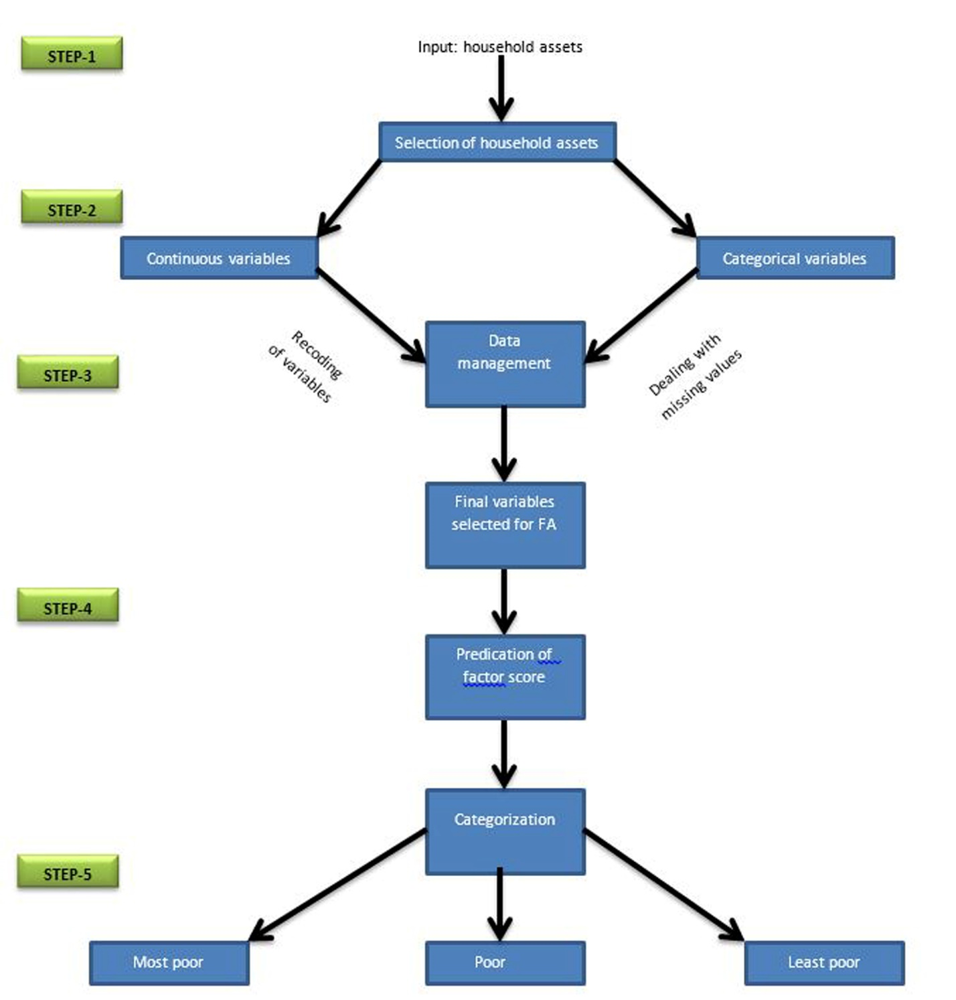 STEP-1
Input: household assets
Selection of household assets
STEP-2
Continuous variables
Categorical variables
STEP-3
Data
management
Recoding
of variables
Dealing with
missing values
Final variables
selected for FA
STEP-4
Predication of
factor score
Categorization
STEP-5
Most poor
Poor
Least poor